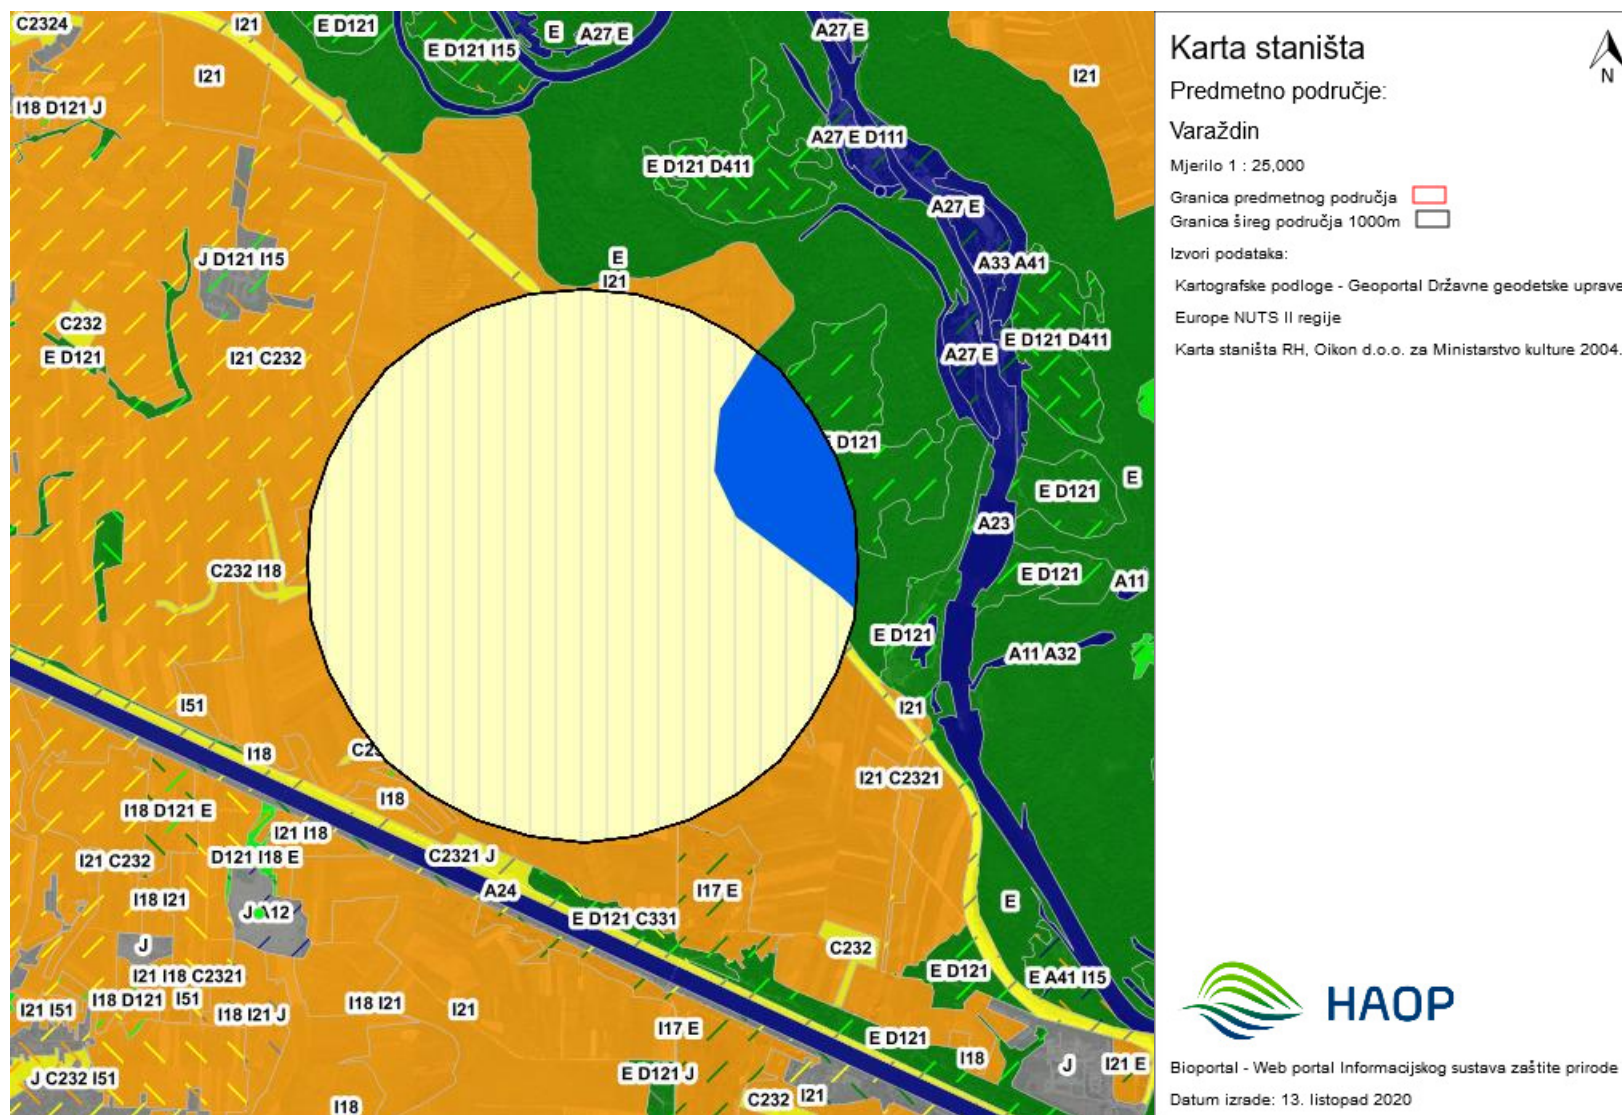 C2324
I21
E D121
E
A27 E
A27 E
E D121 I15
I21
I21
I18 D121 J
A27 E D111
E D121 D411
A27 E
J D121 I15
E
I21
A33 A41
C232
E D121
I21 C232
A27 E
E D121 D411
D121
E
E D121
A23
C232 I18
E D121
A11
E D121
A11 A32
I51
I21
I18
I21 C2321
I18
I18 D121 E
I21 I18
I21 C232
D121 I18 E
C2321 J
A24
I17 E
I18 I21
E
E D121 C331
J
C232
I21 I18 C2321
E D121
E A41 I15
I21 I51
I18 D121
I51
I18 I21 J
I18 I21
I21
I17 E
E D121
I18
J
I21 E
J C232 I51
E D121 J
I18
C232
I21
Karta staništa
N
Predmetno područje:
Varaždin
Mjerilo 1 : 25,000
Granica predmetnog područja
Granica šireg područja 1000m
Izvori podataka:
Kartografske podloge - Geoportal Državne geodetske uprave
Europe NUTS II regije
Karta staništa RH, Oikon d.o.o. za Ministarstvo kulture 2004.
HAOP
Bioportal - Web portal Informacijskog sustava zaštite prirode
Datum izrade: 13. listopad 2020